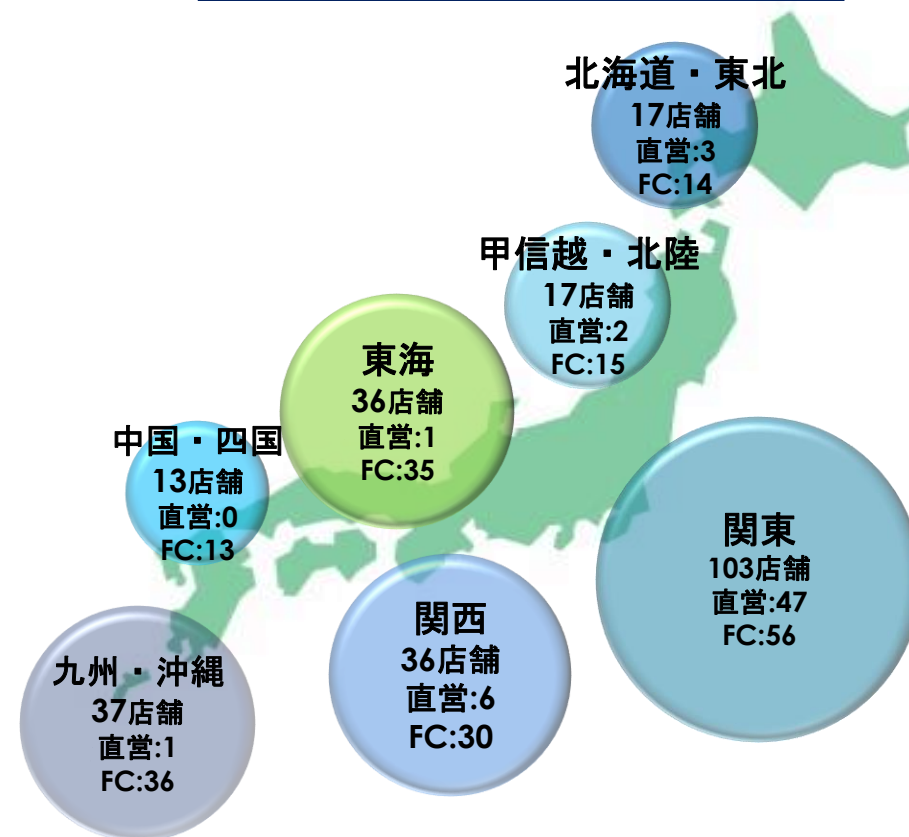 北海道・東北
17店舗
直営:3
FC:14
甲信越・北陸
17店舗
直営:2
FC:15
東海
36店舗
直営:1
FC:35
中国・四国
13店舗
直営:0
FC:13
関東
103店舗
直営:47
FC:56
関西
36店舗
直営:6
FC:30
九州・沖縄
37店舗
直営:1
FC:36